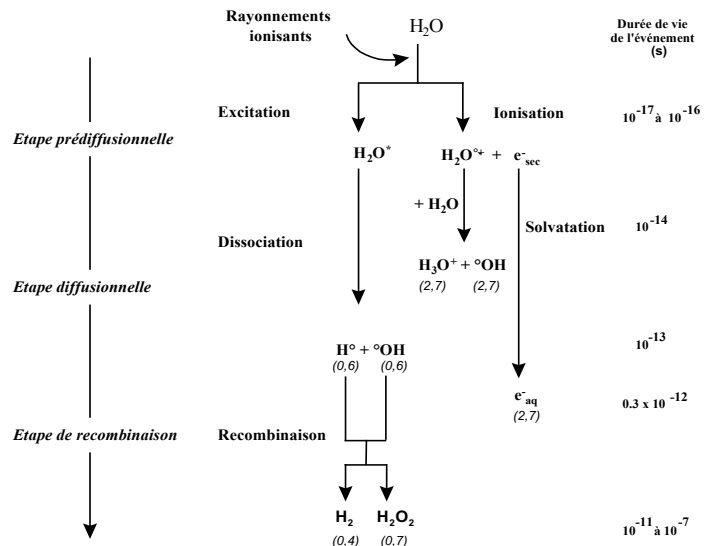 Rayonnements
ionisants
H₂O
Durée de vie
de l'événement
(s)
Excitation
Ionisation
10⁻¹⁷ à 10⁻¹⁶
Etape prédiffusionnelle
H₂O*
H₂O°⁺ + e⁻sec
+ H₂O
Dissociation
Solvatation
10⁻¹⁴
H₃O⁺ + °OH
(2,7) (2,7)
Etape diffusionnelle
H° + °OH
(0,6) (0,6)
10⁻¹³
e⁻aq
(2,7)
0.3 x 10⁻¹²
Etape de recombinaison
Recombinaison
H₂ H₂O₂
(0,4) (0,7)
10⁻¹¹ à 10⁻⁷